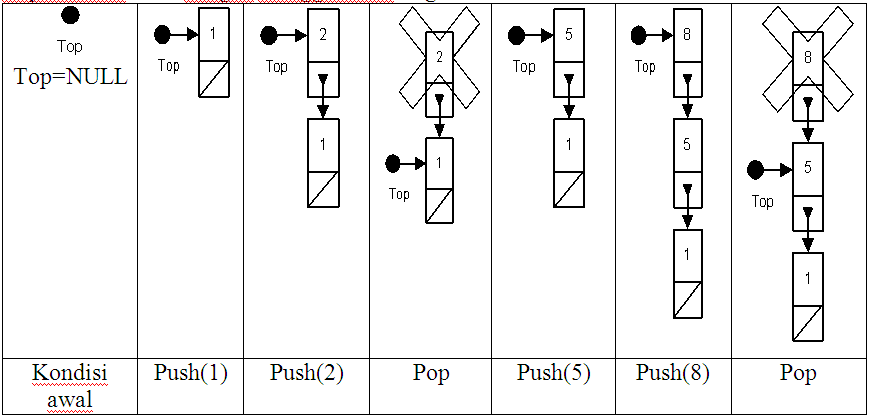 Top
Top=NULL
1
Top
2
Top
1
2
1
Top
5
Top
1
8
Top
5
1
8
5
Top
1
Kondisi
awal
Push(1)
Push(2)
Pop
Push(5)
Push(8)
Pop